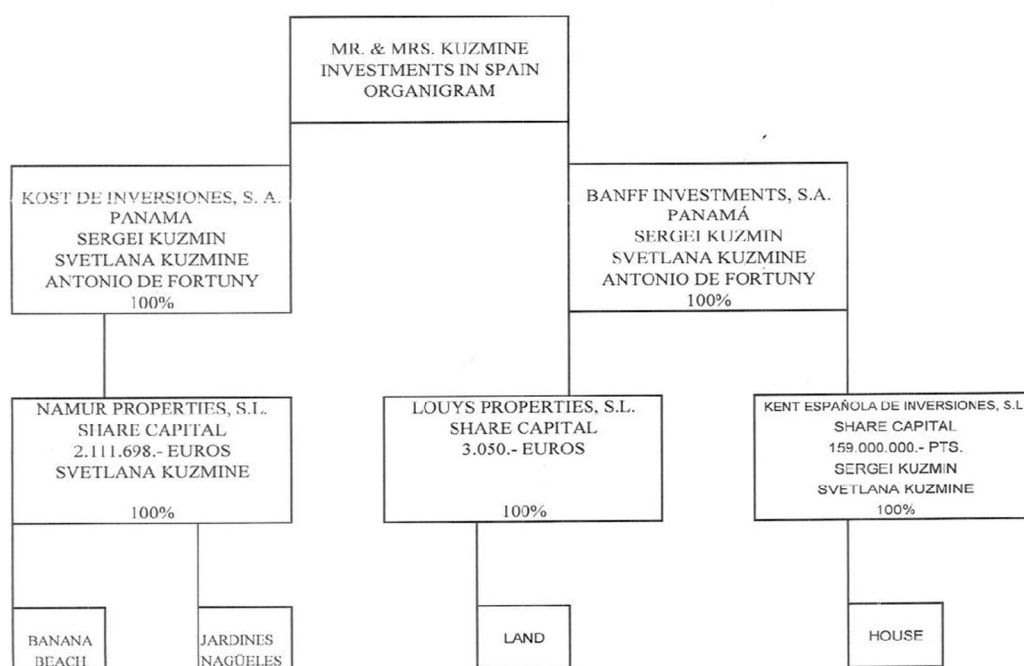 MR. & MRS. KUZMINE
INVESTMENTS IN SPAIN
ORGANIGRAM
KOST DE INVERSIONES, S. A.
PANAMA
SERGEI KUZMIN
SVETLANA KUZMINE
ANTONIO DE FORTUNY
100%
BANFF INVESTMENTS, S.A.
PANAMÁ
SERGEI KUZMIN
SVETLANA KUZMINE
ANTONIO DE FORTUNY
100%
NAMUR PROPERTIES, S.L.
SHARE CAPITAL
2.111.698.- EUROS
SVETLANA KUZMINE
100%
LOUYS PROPERTIES, S.L.
SHARE CAPITAL
3.050.- EUROS
100%
KENT ESPAÑOLA DE INVERSIONES, S.L
SHARE CAPITAL
159.000.000.- PTS.
SERGEI KUZMIN
SVETLANA KUZMINE
100%
BANANA
BEACH
JARDINES
NAGÜELES
LAND
HOUSE